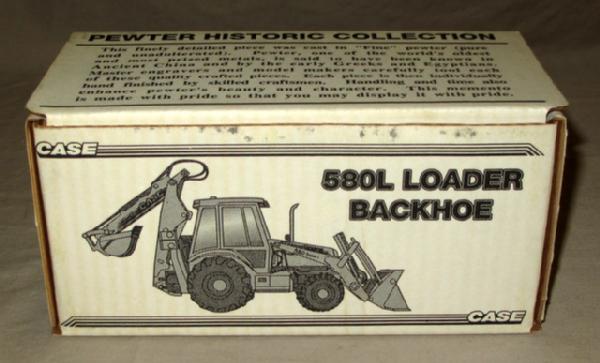 PEWTER HISTORIC COLLECTION
This finely detailed piece was cast in "Fine" pewter (pure
and unadulterated). Pewter, one of the world's oldest
and most prized metals, is said to have been known in
Ancient China and by the early Greeks and Egyptians.
Master engravers and model makers carefully each
of these quality crafted pieces. Each piece is then individually
hand finished by skilled craftsmen. Handling and time also
enhance pewter's beauty and character. This memento
is made with pride so that you may display it with pride.
CASE
580L LOADER
BACKHOE
CASE